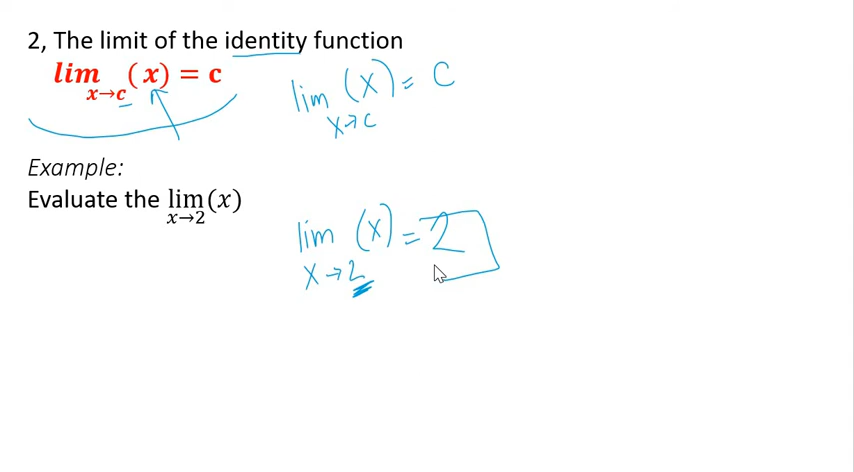 2, The limit of the identity function
lim (x) = c
x→c
lim (x) = C
x→c
Example:
Evaluate the lim(x)
x→2
lim (x) = 2
x→2